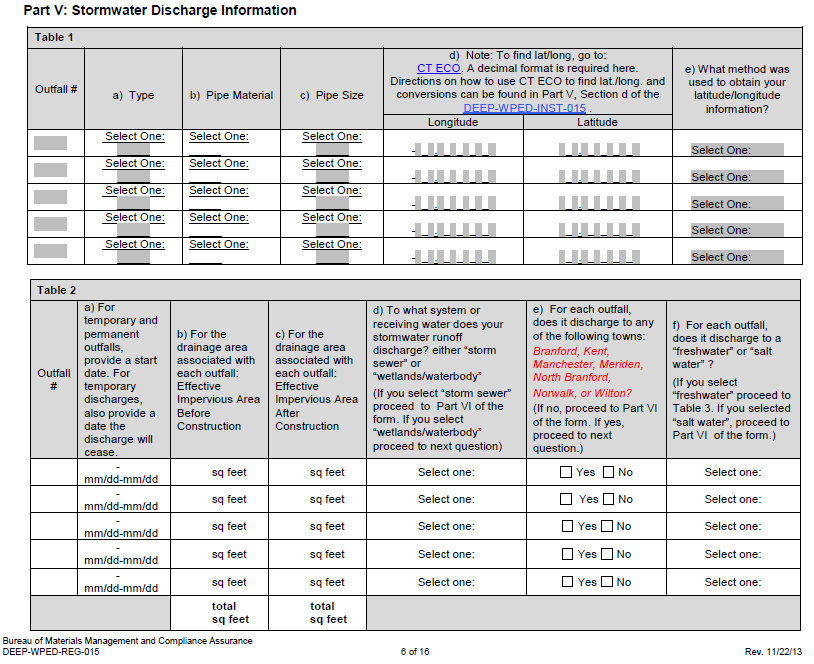 Part V: Stormwater Discharge Information
Table 1
Outfall #
a) Type
b) Pipe Material
c) Pipe Size
d) Note: To find lat/long, go to:
CT ECO. A decimal format is required here.
Directions on how to use CT ECO to find lat./long. and
conversions can be found in Part V, Section d of the
DEEP-WPED-INST-015 .
Longitude
Latitude
e) What method was
used to obtain your
latitude/longitude
information?
Select One: Select One: Select One:
- . . Select One:
Select One: Select One: Select One:
- . . Select One:
Select One: Select One: Select One:
- . . Select One:
Select One: Select One: Select One:
- . . Select One:
Select One: Select One: Select One:
- . . Select One:
Table 2
Outfall
#
a) For
temporary and
permanent
outfalls,
provide a start
date. For
temporary
discharges,
also provide a
date the
discharge will
cease.
b) For the
drainage area
associated with
each outfall:
Effective
Impervious Area
Before
Construction
c) For the
drainage area
associated with
each outfall:
Effective
Impervious Area
After
Construction
d) To what system or
receiving water does your
stormwater runoff
discharge? either “storm
sewer” or
“wetlands/waterbody”
(If you select “storm sewer”
proceed to Part VI of the
form. If you select
“wetlands/waterbody”
proceed to next question)
e) For each outfall,
does it discharge to any
of the following towns:
Branford, Kent,
Manchester, Meriden,
North Branford,
Norwalk, or Wilton?
(If no, proceed to Part VI
of the form. If yes,
proceed to next
question.)
f) For each outfall,
does it discharge to a
“freshwater” or “salt
water” ?
(If you select
“freshwater” proceed to
Table 3. If you selected
“salt water”, proceed to
Part VI of the form.)
-
mm/dd-mm/dd sq feet sq feet Select one: Yes No Select one:
-
mm/dd-mm/dd sq feet sq feet Select one: Yes No Select one:
-
mm/dd-mm/dd sq feet sq feet Select one: Yes No Select one:
-
mm/dd-mm/dd sq feet sq feet Select one: Yes No Select one:
-
mm/dd-mm/dd sq feet sq feet Select one: Yes No Select one:
total total
sq feet sq feet
Bureau of Materials Management and Compliance Assurance
DEEP-WPED-REG-015 6 of 16 Rev. 11/22/13